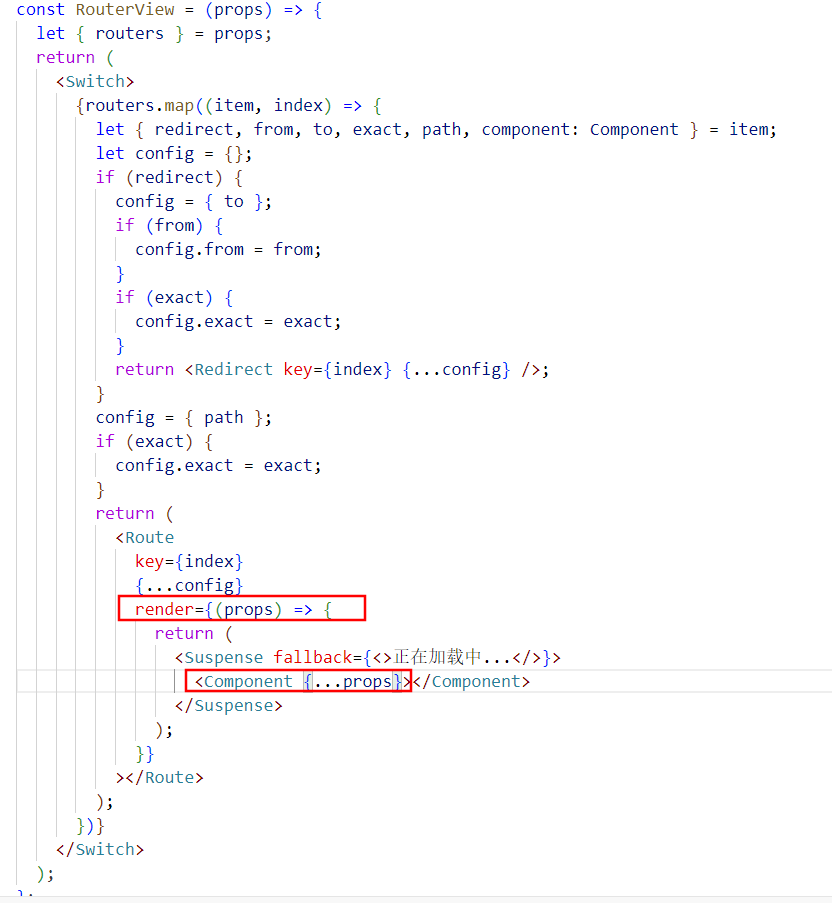 const RouterView = (props) => {
let { routers } = props;
return (
<Switch>
{routers.map((item, index) => {
let { redirect, from, to, exact, path, component: Component } = item;
let config = {};
if (redirect) {
config = { to };
if (from) {
config.from = from;
}
if (exact) {
config.exact = exact;
}
return <Redirect key={index} {...config} />;
}
config = { path };
if (exact) {
config.exact = exact;
}
return (
<Route
key={index}
{...config}
render={(props) => {
return (
<Suspense fallback={<>正在加载中...</>}>
<Component {...props}></Component>
</Suspense>
);
}}
></Route>
);
})}
</Switch>
);
};